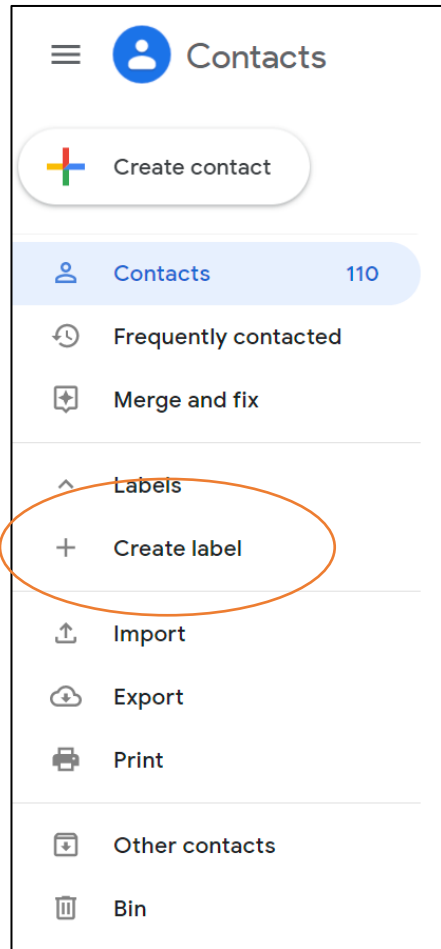 Contacts
Create contact
Contacts 110
Frequently contacted
Merge and fix
Labels
Create label
Import
Export
Print
Other contacts
Bin